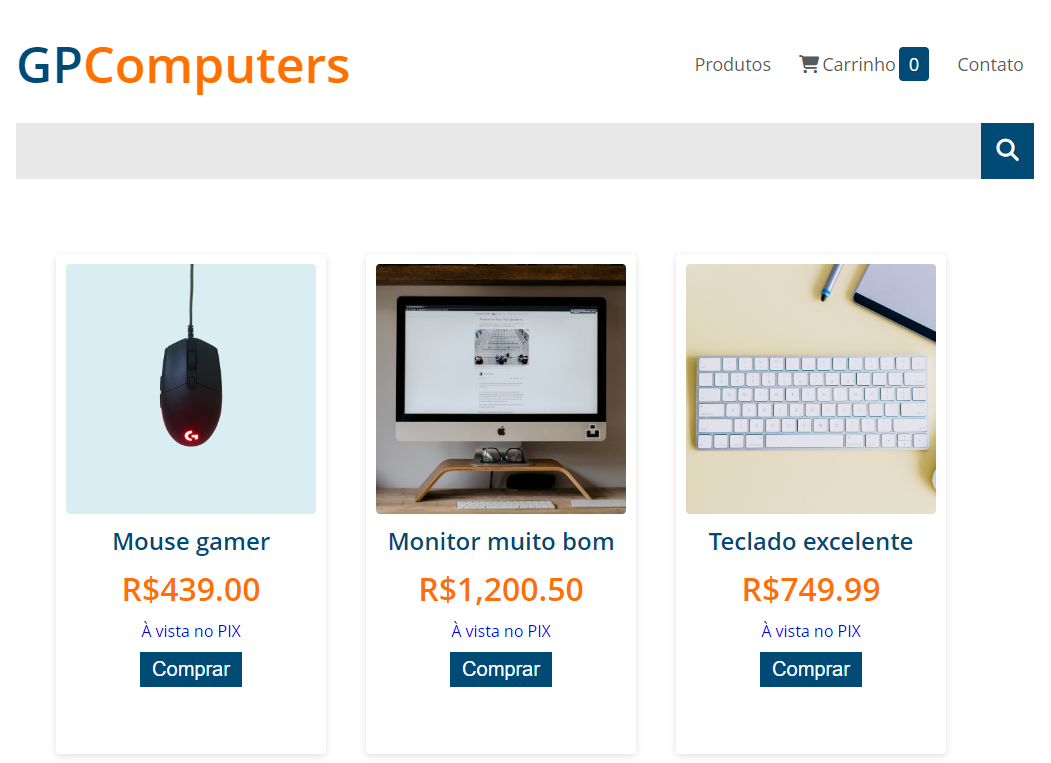 GPComputers
Produtos
Carrinho 0
Contato
Mouse gamer
R$439.00
À vista no PIX
Comprar
Monitor muito bom
R$1,200.50
À vista no PIX
Comprar
Teclado excelente
R$749.99
À vista no PIX
Comprar